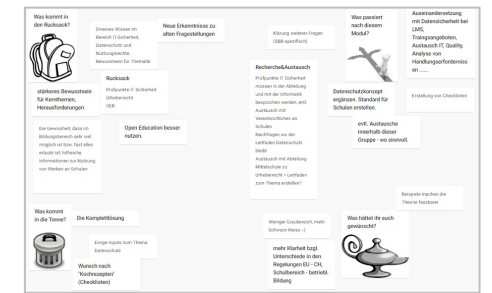 Was kommt in
den Rucksack?
Diverses Wissen im
Bereich IT-Sicherheit,
Datenschutz und
Nutzungsrechte,
Bewusstsein für Thematik
Neue Erkenntnisse zu
alten Fragestellungen
stärkeres Bewusstsein
für Kernthemen,
Herausforderungen
Rucksack
Prüfpunkte IT Sicherheit
Urheberrecht
OER
Die Gewissheit, dass im
Bildungsbereich sehr viel
möglich ist bzw. fast alles
erlaubt ist; hilfreiche
Informationen zur Nutzung
von Werken an Schulen
Open Education besser
nutzen.
Was kommt
in die Tonne?
Die Komplettlösung
Einige Inputs zum Thema
Datenschutz
Wunsch nach
"Kochrezepten"
(Checklisten)
Klärung weiterer Fragen
(SBB-spezifisch)
Recherche&Austausch
Prüfpunkte IT Sicherheit
müssen in der Abteilung
und mit der Informatik
besprochen werden, evtl.
Austausch mit
Verantwortlichen an
Schulen
Nachfragen wo der
Leitfaden Datenschutz
bleibt
Austausch mit Abteilung
Mittelschule zu
Urheberrecht > Leitfaden
zum Thema erstellen?
Was passiert
nach diesem
Modul?
Auseinandersetzung
mit Datensicherheit bei
LMS,
Trainingsangeboten,
Austausch IT, Quality,
Analyse von
Handlungserforderniss
en ......
Datenschutzkonzept
ergänzen. Standard für
Schulen erstellen.
Erstellung von Checklisten
evtl. Austausche
innerhalb dieser
Gruppe - wo sinnvoll.
Beispiele machen die
Theorie fassbarer
Weniger Graubereich, mehr
Schwarz-Weiss :-)
Was hättet ihr euch
gewünscht?
mehr Klarheit bzgl.
Unterschiede in den
Regelungen EU - CH,
Schulbereich - betriebl.
Bildung